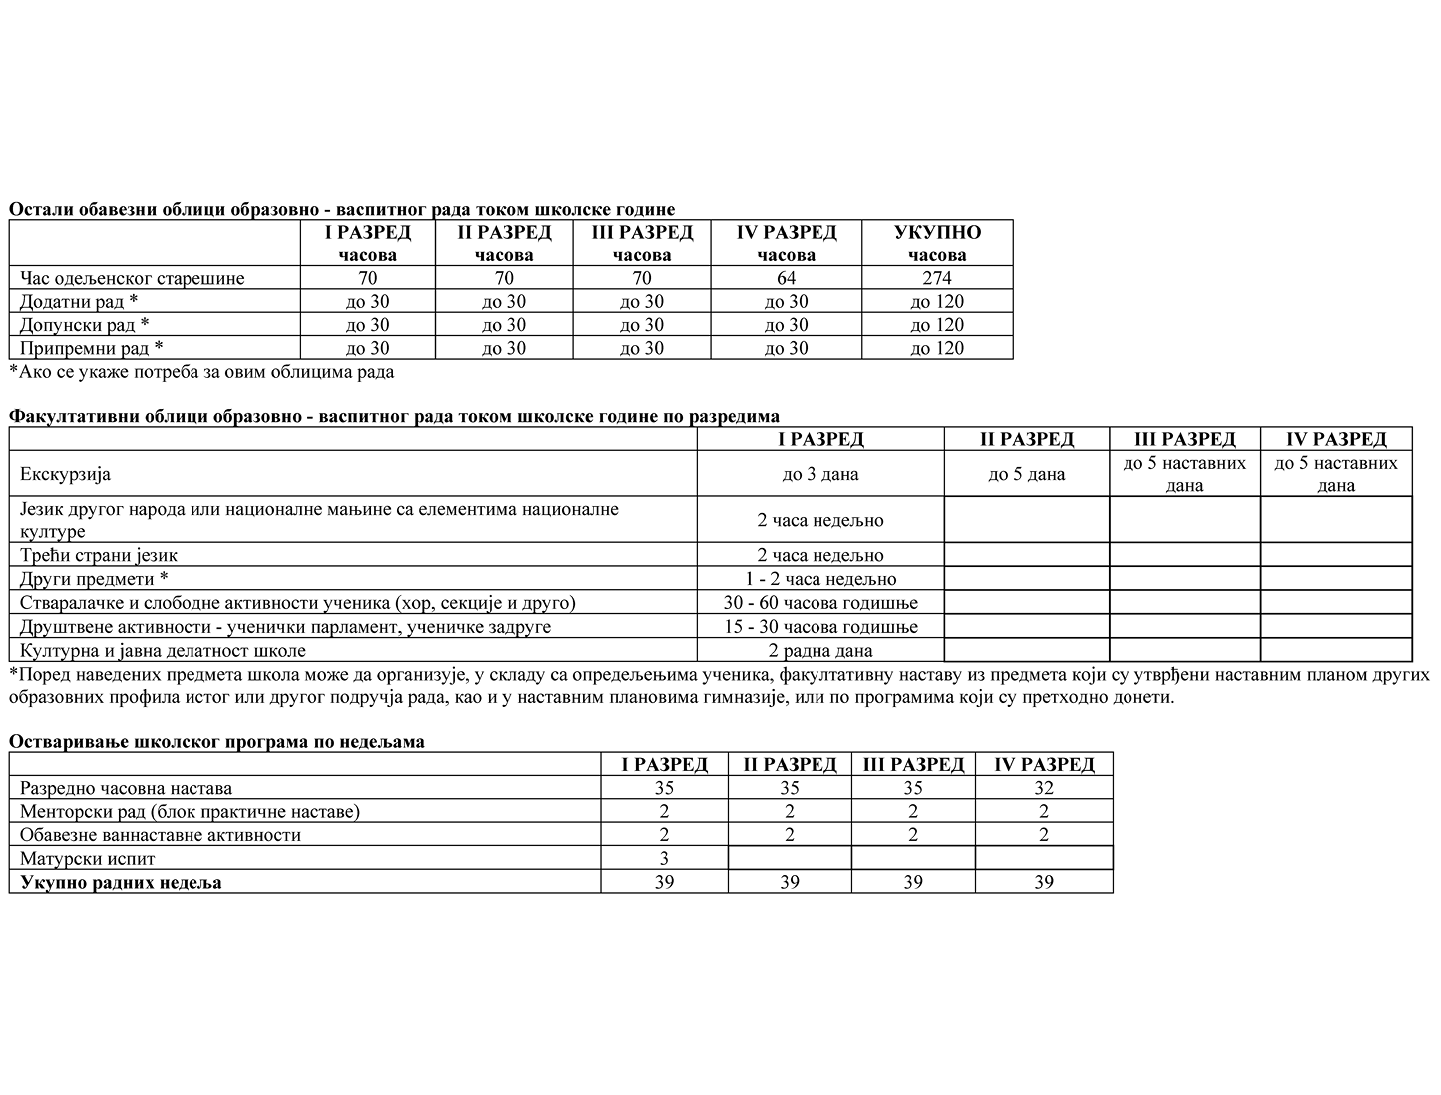 Остали обавезни облици образовно - васпитног рада током школске године
I РАЗРЕД II РАЗРЕД III РАЗРЕД IV РАЗРЕД УКУПНО
часова часова часова часова часова
Час одељенског старешине 70 70 70 64 274
Додатни рад * до 30 до 30 до 30 до 30 до 120
Допунски рад * до 30 до 30 до 30 до 30 до 120
Припремни рад * до 30 до 30 до 30 до 30 до 120
*Ако се укаже потреба за овим облицима рада
Факултативни облици образовно - васпитног рада током школске године по разредима
I РАЗРЕД II РАЗРЕД III РАЗРЕД IV РАЗРЕД
Екскурзија до 3 дана до 5 дана до 5 наставних до 5 наставних
дана дана
Језик другог народа или националне мањине са елементима националне
културе 2 часа недељно
Трећи страни језик 2 часа недељно
Други предмети * 1 - 2 часа недељно
Стваралачке и слободне активности ученика (хор, секције и друго) 30 - 60 часова годишње
Друштвене активности - ученички парламент, ученичке задруге 15 - 30 часова годишње
Културна и јавна делатност школе 2 радна дана
*Поред наведених предмета школа може да организује, у складу са опредељењима ученика, факултативну наставу из предмета који су утврђени наставним планом других
образовних профила истог или другог подручја рада, као и у наставним плановима гимназије, или по програмима који су претходно донети.
Остваривање школског програма по недељама
I РАЗРЕД II РАЗРЕД III РАЗРЕД IV РАЗРЕД
Разредно часовна настава 35 35 35 32
Менторски рад (блок практичне наставе) 2 2 2 2
Обавезне ваннаставне активности 2 2 2 2
Матурски испит 3
Укупно радних недеља 39 39 39 39